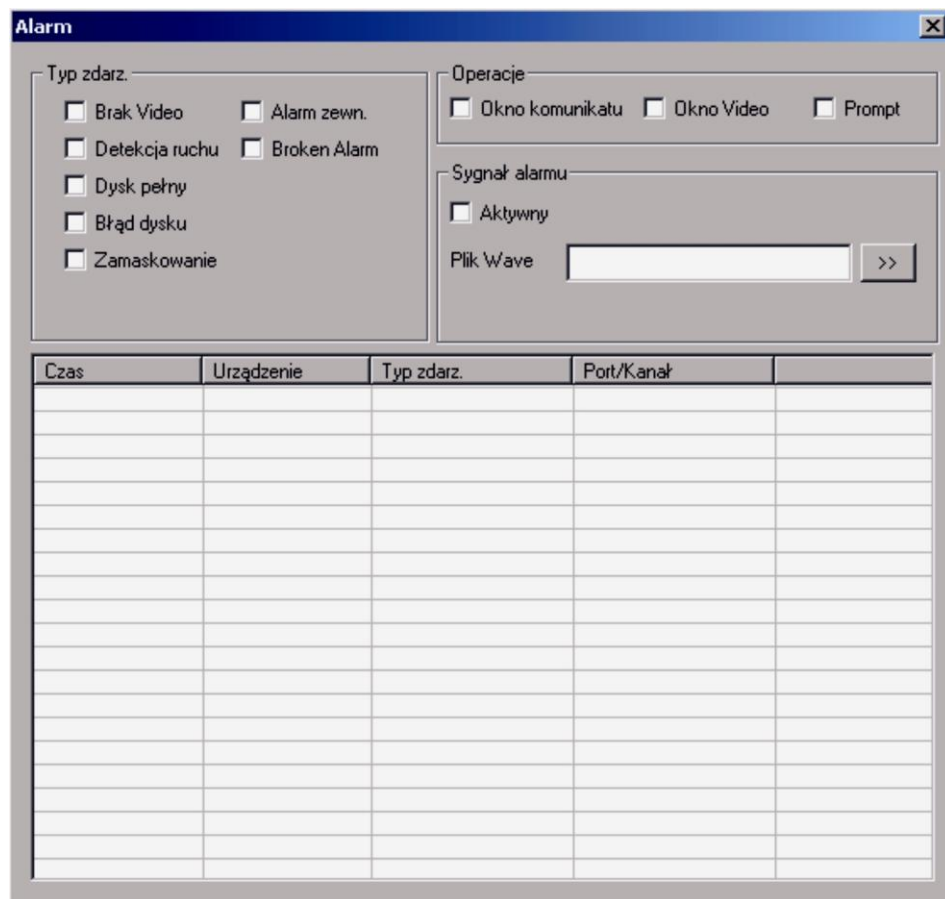 Alarm
Typ zdarz.
Brak Video Alarm zewn.
Detekcja ruchu Broken Alarm
Dysk pełny
Błąd dysku
Zamaskowanie
Operacje
Okno komunikatu Okno Video Prompt
Sygnał alarmu
Aktywny
Plik Wave >>
Czas Urządzenie Typ zdarz. Port/Kanał